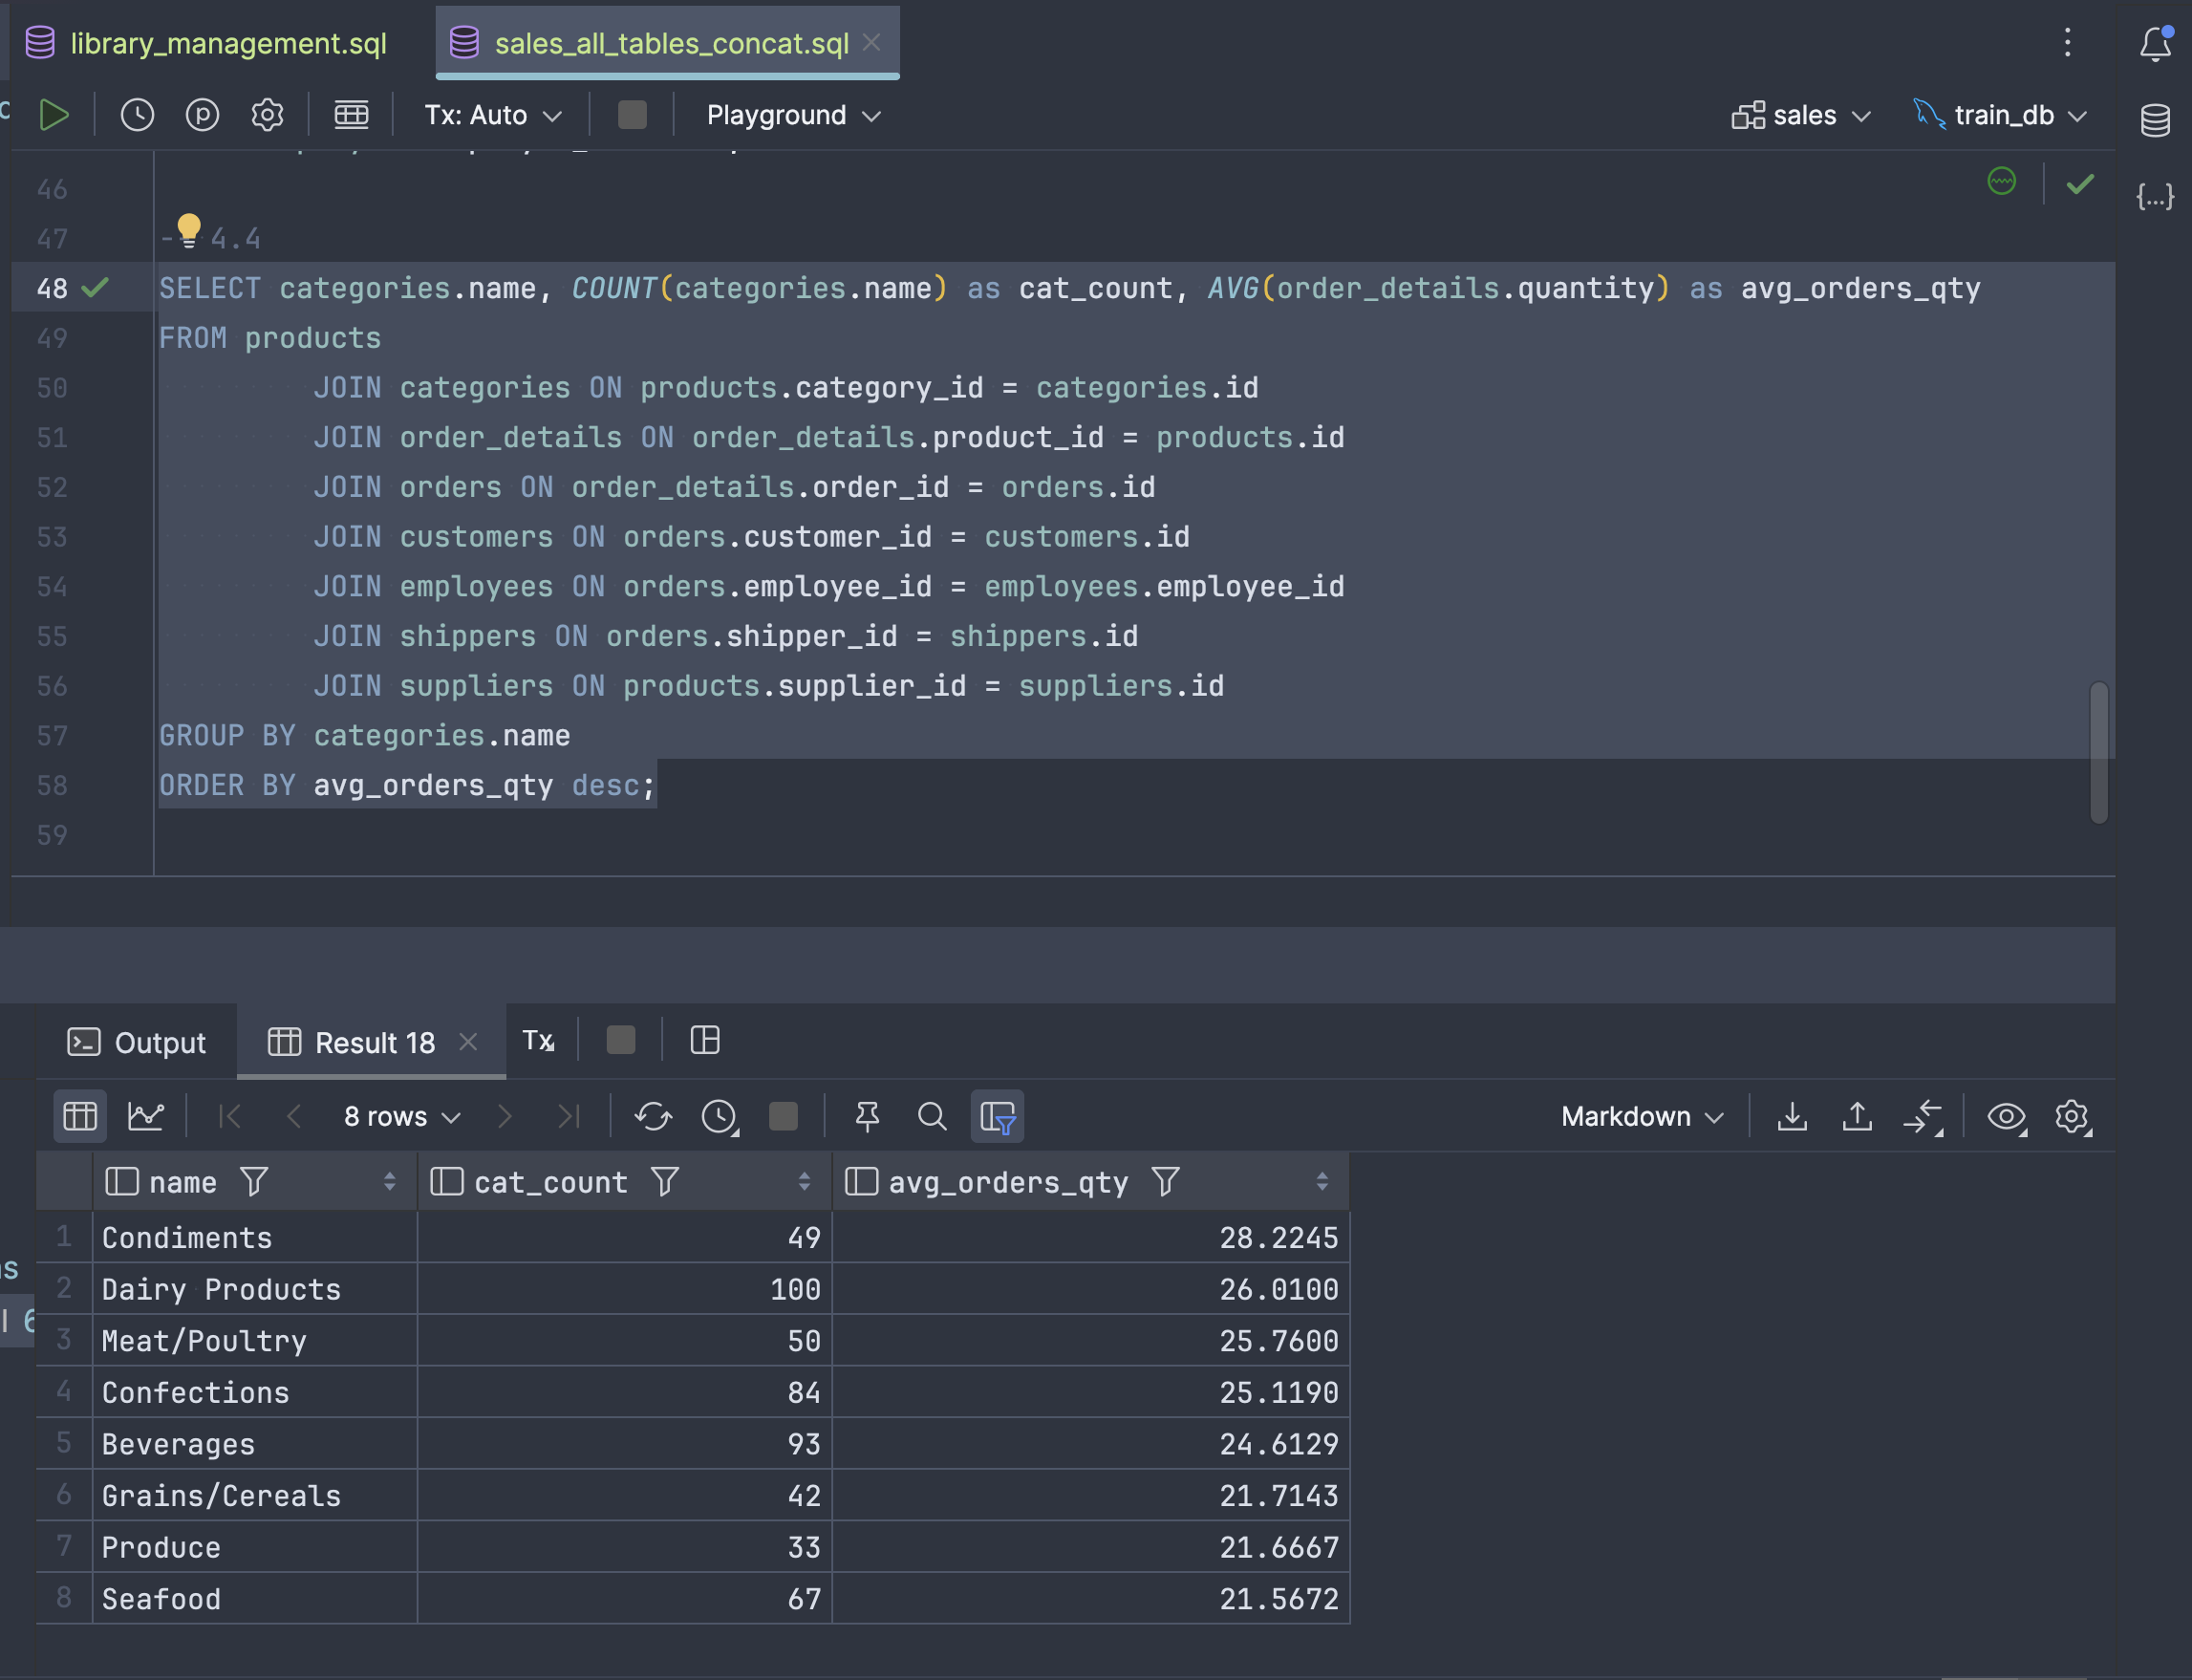 library_management.sql sales_all_tables_concat.sql
Tx: Auto Playground sales train_db
46
47 -- 4.4
48 SELECT categories.name, COUNT(categories.name) as cat_count, AVG(order_details.quantity) as avg_orders_qty
49 FROM products
50 JOIN categories ON products.category_id = categories.id
51 JOIN order_details ON order_details.product_id = products.id
52 JOIN orders ON order_details.order_id = orders.id
53 JOIN customers ON orders.customer_id = customers.id
54 JOIN employees ON orders.employee_id = employees.employee_id
55 JOIN shippers ON orders.shipper_id = shippers.id
56 JOIN suppliers ON products.supplier_id = suppliers.id
57 GROUP BY categories.name
58 ORDER BY avg_orders_qty desc;
59
Output Result 18 Tx
8 rows Markdown
name cat_count avg_orders_qty
1 Condiments 49 28.2245
2 Dairy Products 100 26.0100
3 Meat/Poultry 50 25.7600
4 Confections 84 25.1190
5 Beverages 93 24.6129
6 Grains/Cereals 42 21.7143
7 Produce 33 21.6667
8 Seafood 67 21.5672